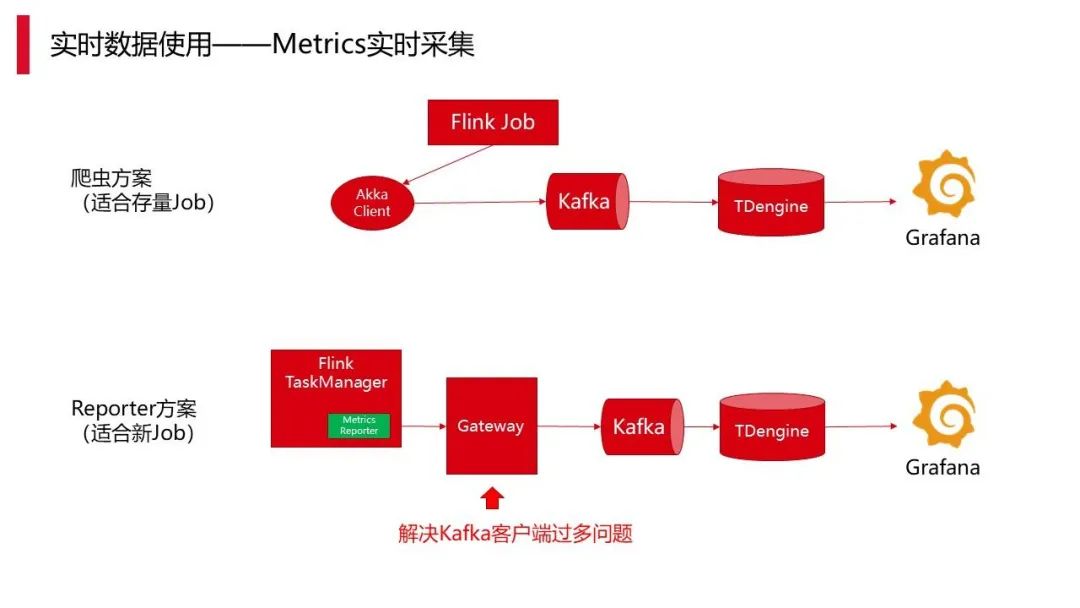 实时数据使用——Metrics实时采集
Flink Job
爬虫方案
（适合存量Job）
Akka
Client
Kafka
TDengine
Grafana
Flink
TaskManager
Metrics
Reporter
Reporter方案
（适合新Job）
Gateway
Kafka
TDengine
Grafana
解决Kafka客户端过多问题